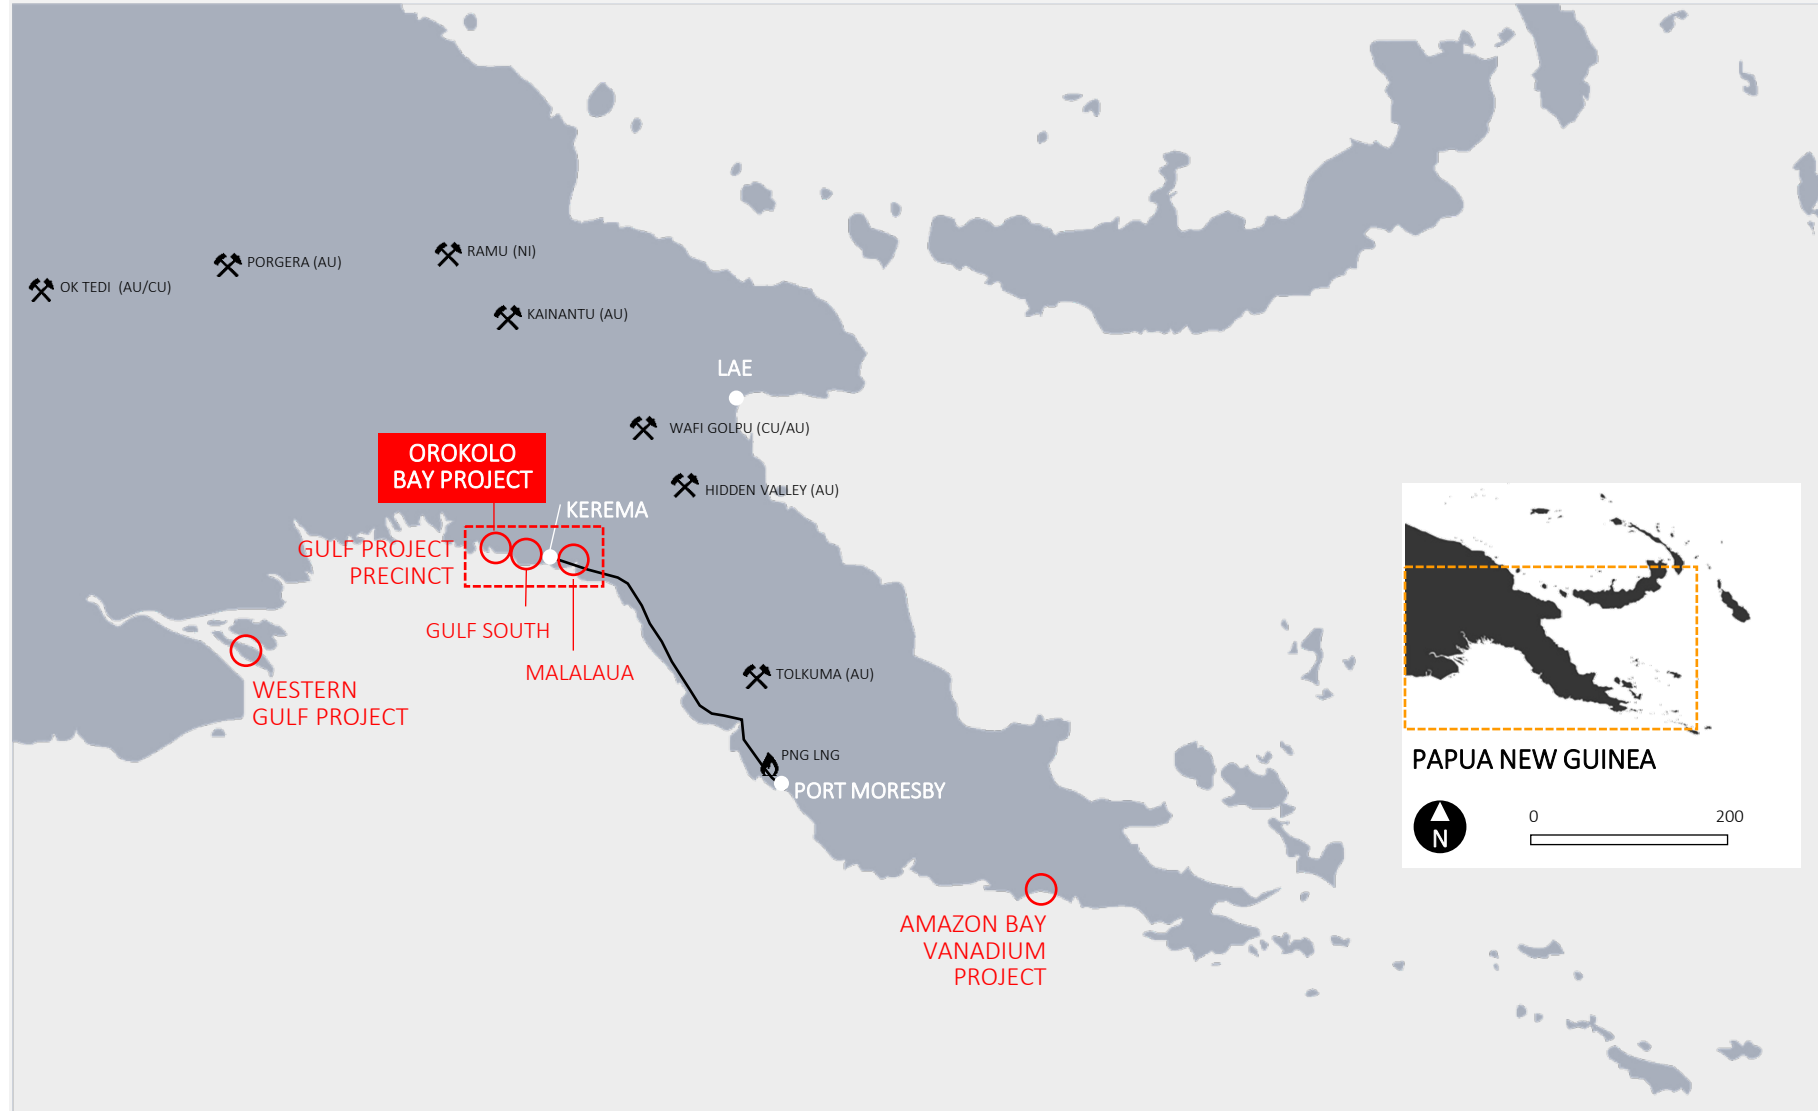 RAMU (NI)
PORGERA (AU)
OK TEDI (AU/CU)
KAINANTU (AU)
LAE
WAFI GOLPU (CU/AU)
OROKOLO
BAY PROJECT
HIDDEN VALLEY (AU)
KEREMA
GULF PROJECT
PRECINCT
GULF SOUTH
MALALAUA
WESTERN
GULF PROJECT
TOLKUMA (AU)
PNG LNG
PORT MORESBY
AMAZON BAY
VANADIUM
PROJECT
PAPUA NEW GUINEA
N
0 200